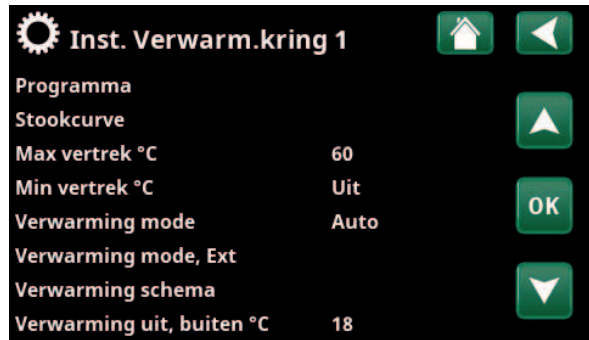 Inst. Verwarm.kring 1
Programma
Stookcurve
Max vertrek °C 60
Min vertrek °C Uit
Verwarming mode Auto
OK
Verwarming mode, Ext
Verwarming schema
Verwarming uit, buiten °C 18